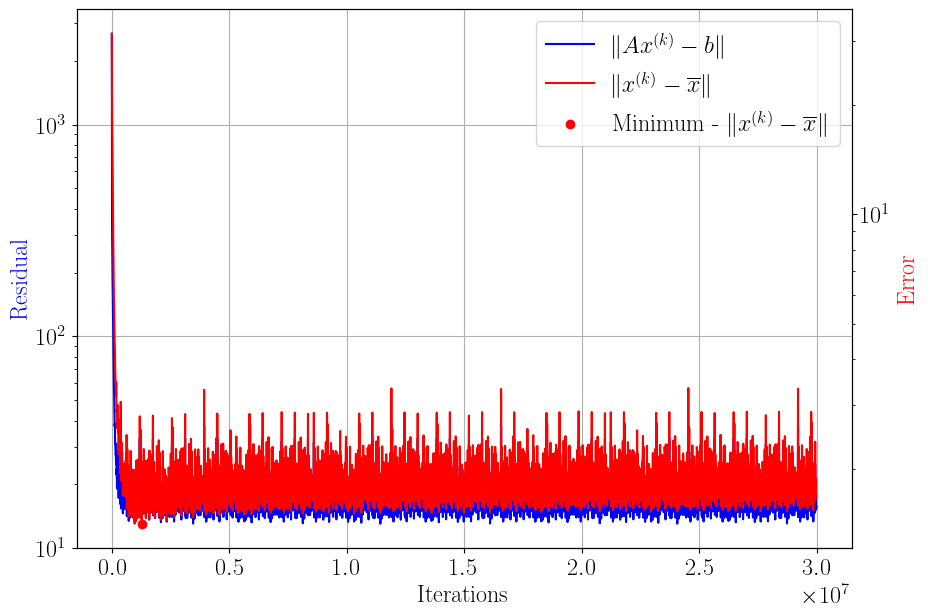 ‖Ax^{(k)} − b‖
‖x^{(k)} − x̅‖
Minimum - ‖x^{(k)} − x̅‖
Residual
10^3
10^2
10^1
10^1
Error
0.0 0.5 1.0 1.5 2.0 2.5 3.0
Iterations
×10^7